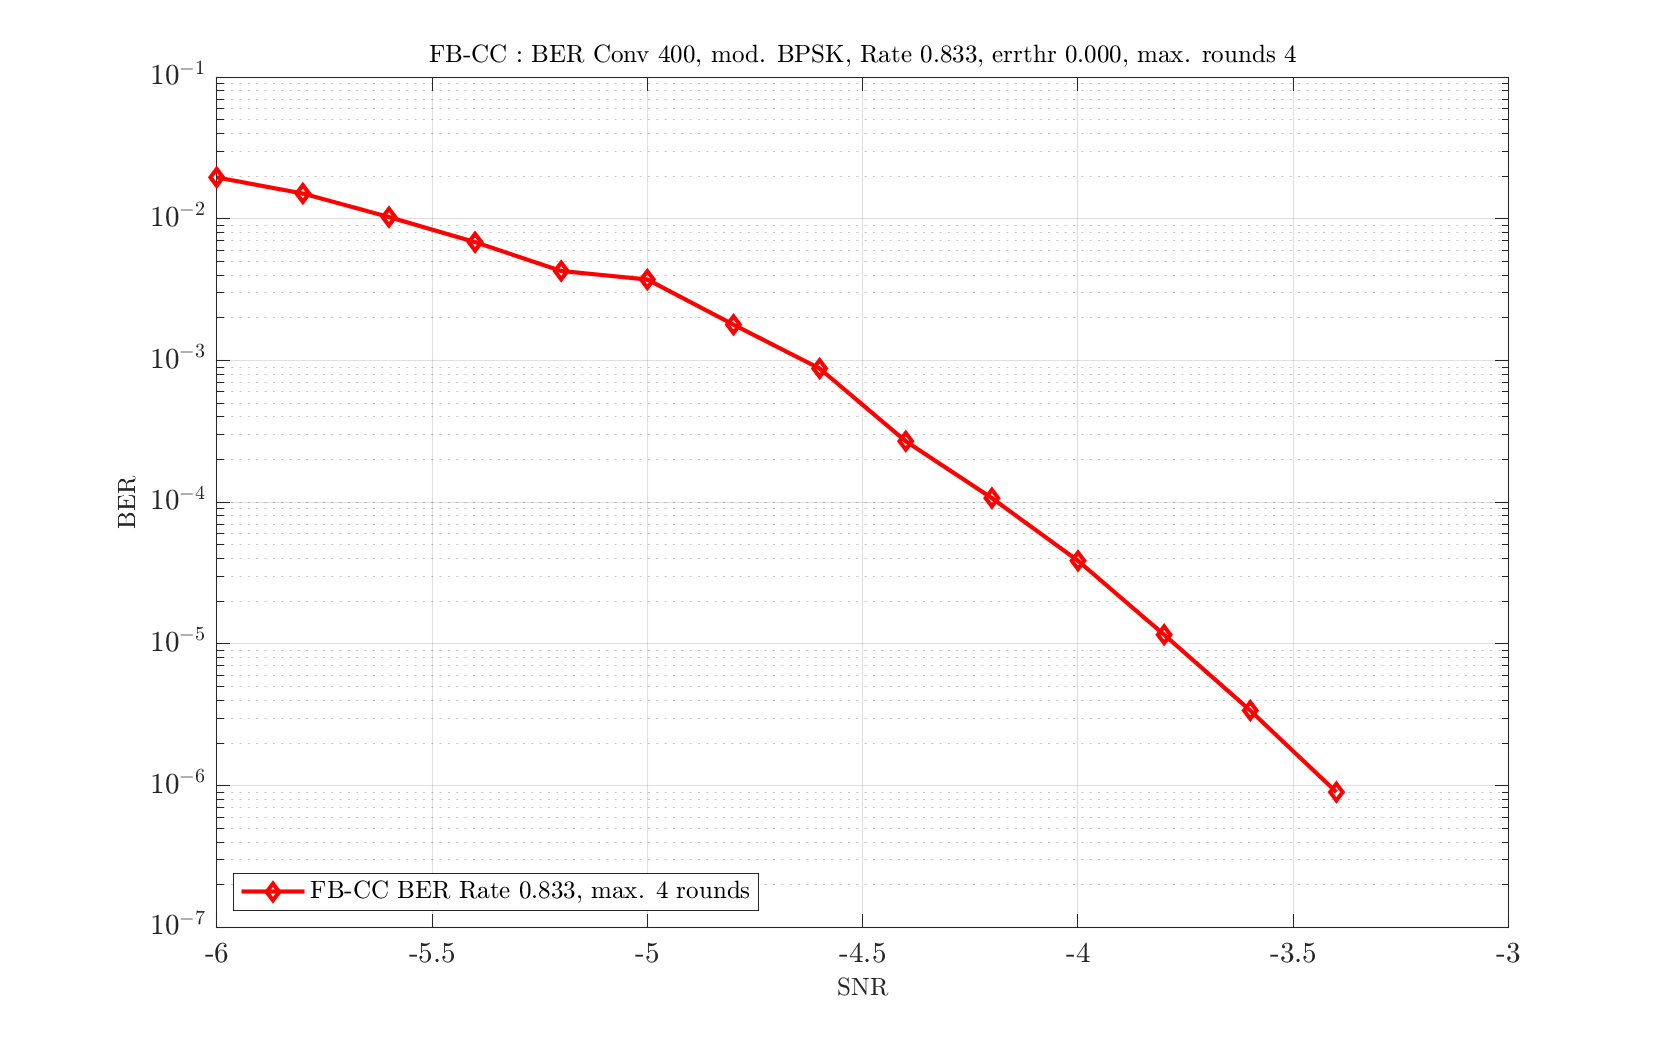 FB-CC : BER Conv 400, mod. BPSK, Rate 0.833, errthr 0.000, max. rounds 4
10⁻¹
10⁻²
10⁻³
10⁻⁴
10⁻⁵
10⁻⁶
10⁻⁷
BER
FB-CC BER Rate 0.833, max. 4 rounds
-6 -5.5 -5 -4.5 -4 -3.5 -3
SNR